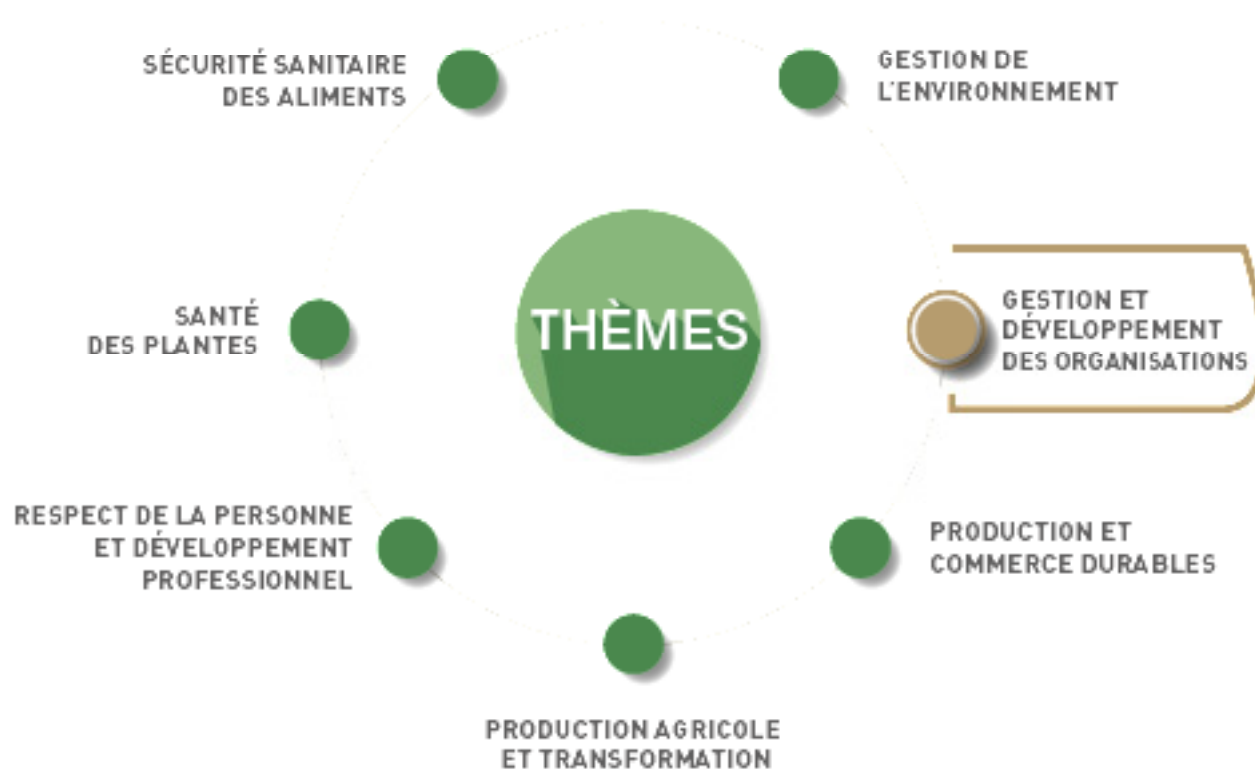 SÉCURITÉ SANITAIRE
DES ALIMENTS
GESTION DE
L'ENVIRONNEMENT
SANTÉ
DES PLANTES
THÈMES
GESTION ET
DÉVELOPPEMENT
DES ORGANISATIONS
RESPECT DE LA PERSONNE
ET DÉVELOPPEMENT
PROFESSIONNEL
PRODUCTION ET
COMMERCE DURABLES
PRODUCTION AGRICOLE
ET TRANSFORMATION